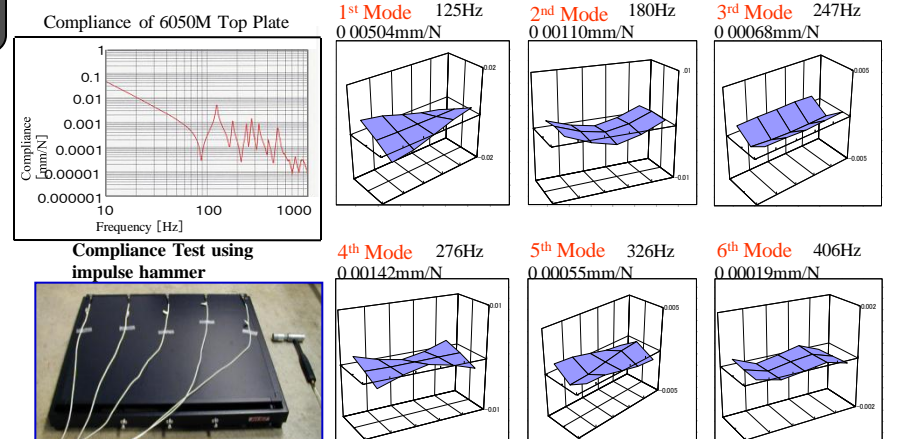 Compliance of 6050M Top Plate
1
0.1
0.01
0.001
0.0001
0.00001
0.000001
Compliance
[mm/N]
10 100 1000
Frequency [Hz]
Compliance Test using
impulse hammer
1st Mode 125Hz
0.00504mm/N
0.02
-0.02
2nd Mode 180Hz
0.00110mm/N
.01
-0.01
3rd Mode 247Hz
0.00068mm/N
0.005
-0.005
4th Mode 276Hz
0.00142mm/N
0.01
-0.01
5th Mode 326Hz
0.00055mm/N
0.005
-0.005
6th Mode 406Hz
0.00019mm/N
0.002
-0.002